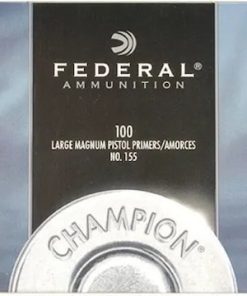 FEDERAL®
AMMUNITION
100
LARGE MAGNUM PISTOL PRIMERS/AMORCES
NO. 155
CHAMPION®